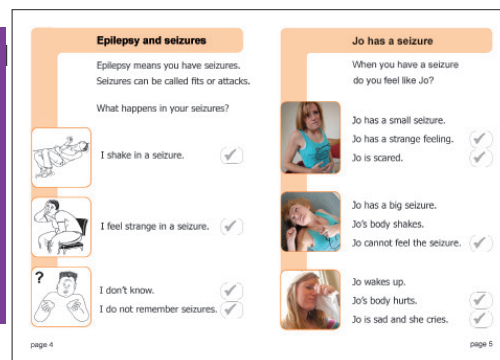 Epilepsy and seizures
Epilepsy means you have seizures.
Seizures can be called fits or attacks.
What happens in your seizures?
I shake in a seizure.
I feel strange in a seizure.
?
I don't know.
I do not remember seizures.
page 4
Jo has a seizure
When you have a seizure
do you feel like Jo?
Jo has a small seizure.
Jo has a strange feeling.
Jo is scared.
Jo has a big seizure.
Jo's body shakes.
Jo cannot feel the seizure.
Jo wakes up.
Jo's body hurts.
Jo is sad and she cries.
page 5